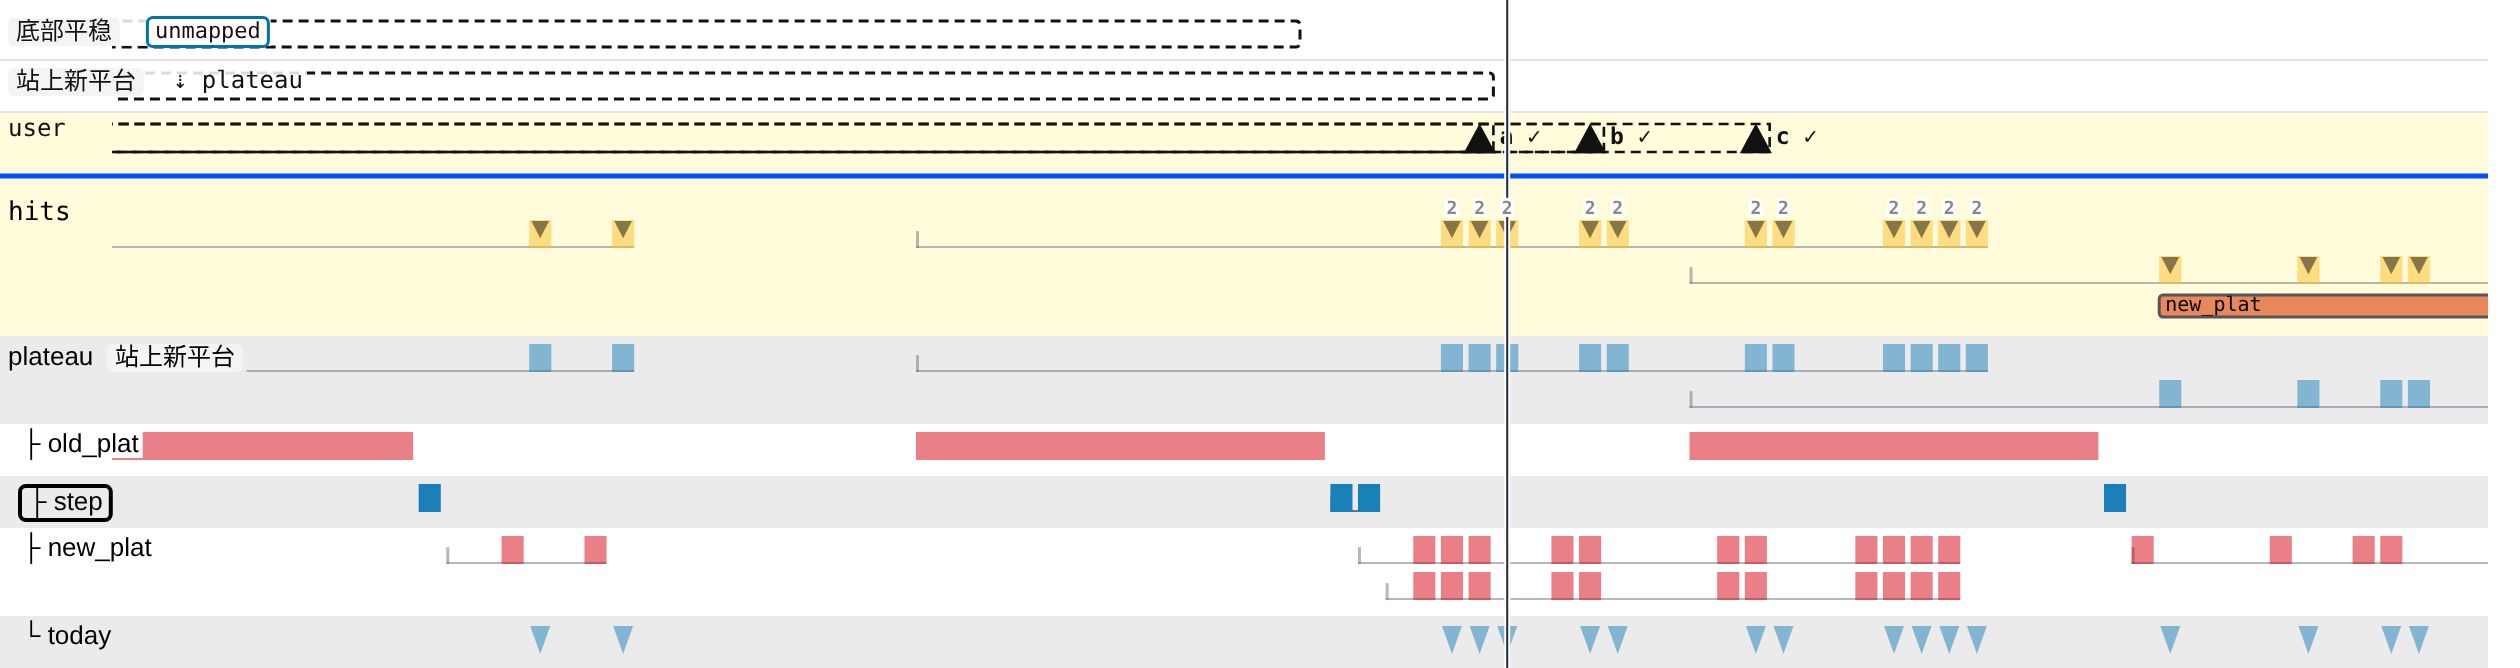 底部平稳 unmapped
站上新平台 ⇣ plateau
user a ✓ b ✓ c ✓
hits 2 2 2 2 2 2 2 2 2 2 2
new_plat
plateau 站上新平台
├ old_plat
├ step
├ new_plat
└ today